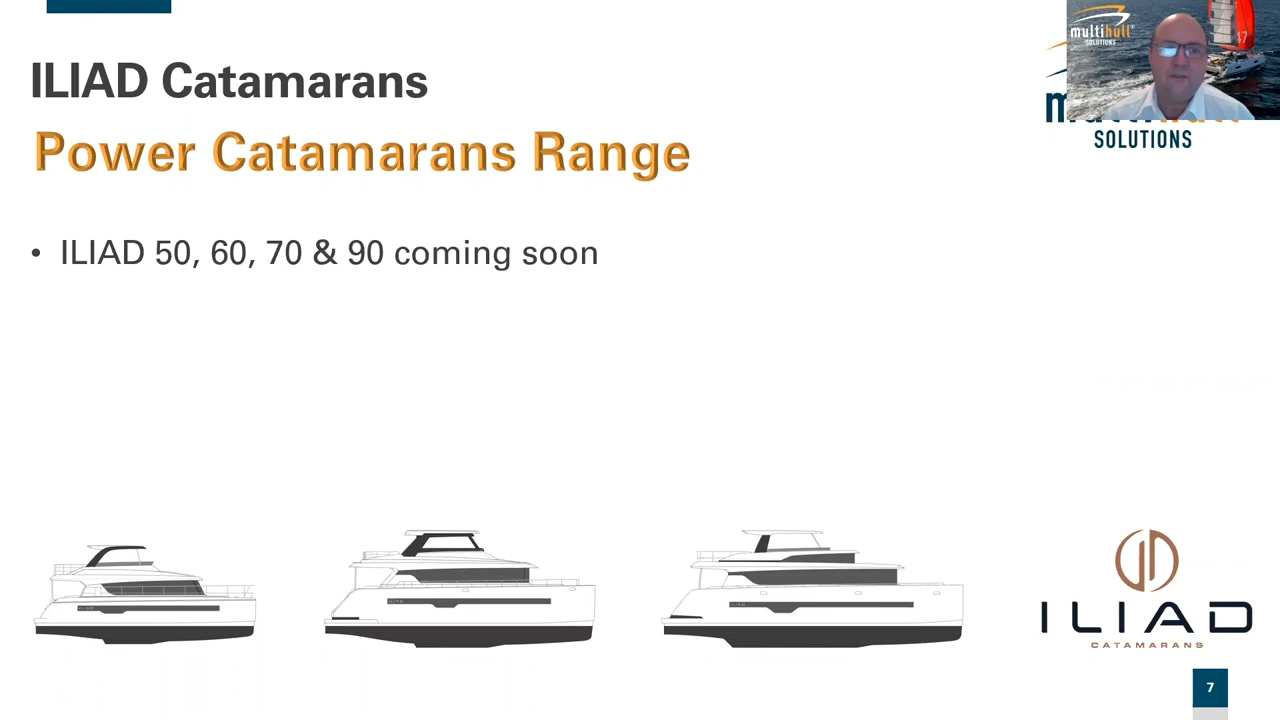 ILIAD Catamarans
Power Catamarans Range
• ILIAD 50, 60, 70 & 90 coming soon
multihull
SOLUTIONS
SOLUTIONS
ILIAD
CATAMARANS
7